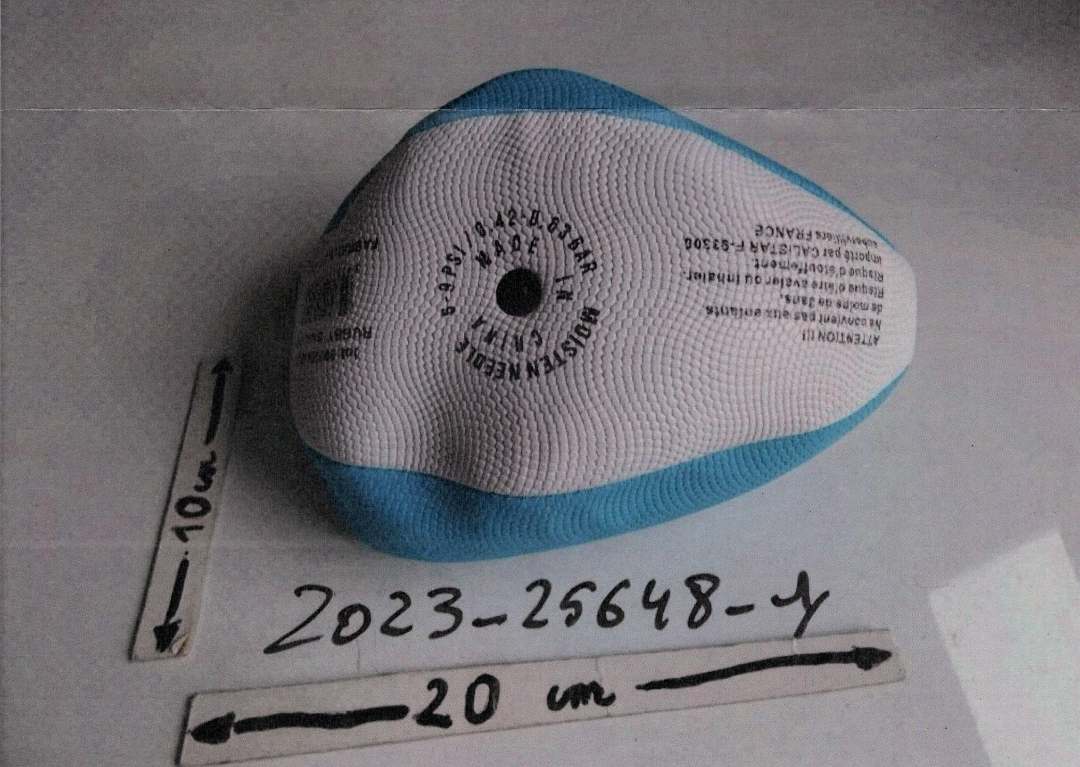 6-9PSI//0.42-0.63BAR MOISTEN NEEDLE
MADE IN CHINA
ATTENTION!!!
Ne convient pas aux enfants
de moins de 3ans.
Risque d'être avaler ou inhaler.
Risque d'étouffement.
importé par CALISTAR F-93300
aubervilliers FRANCE
RUGBY
10 cm
2023-25648-1
20 cm